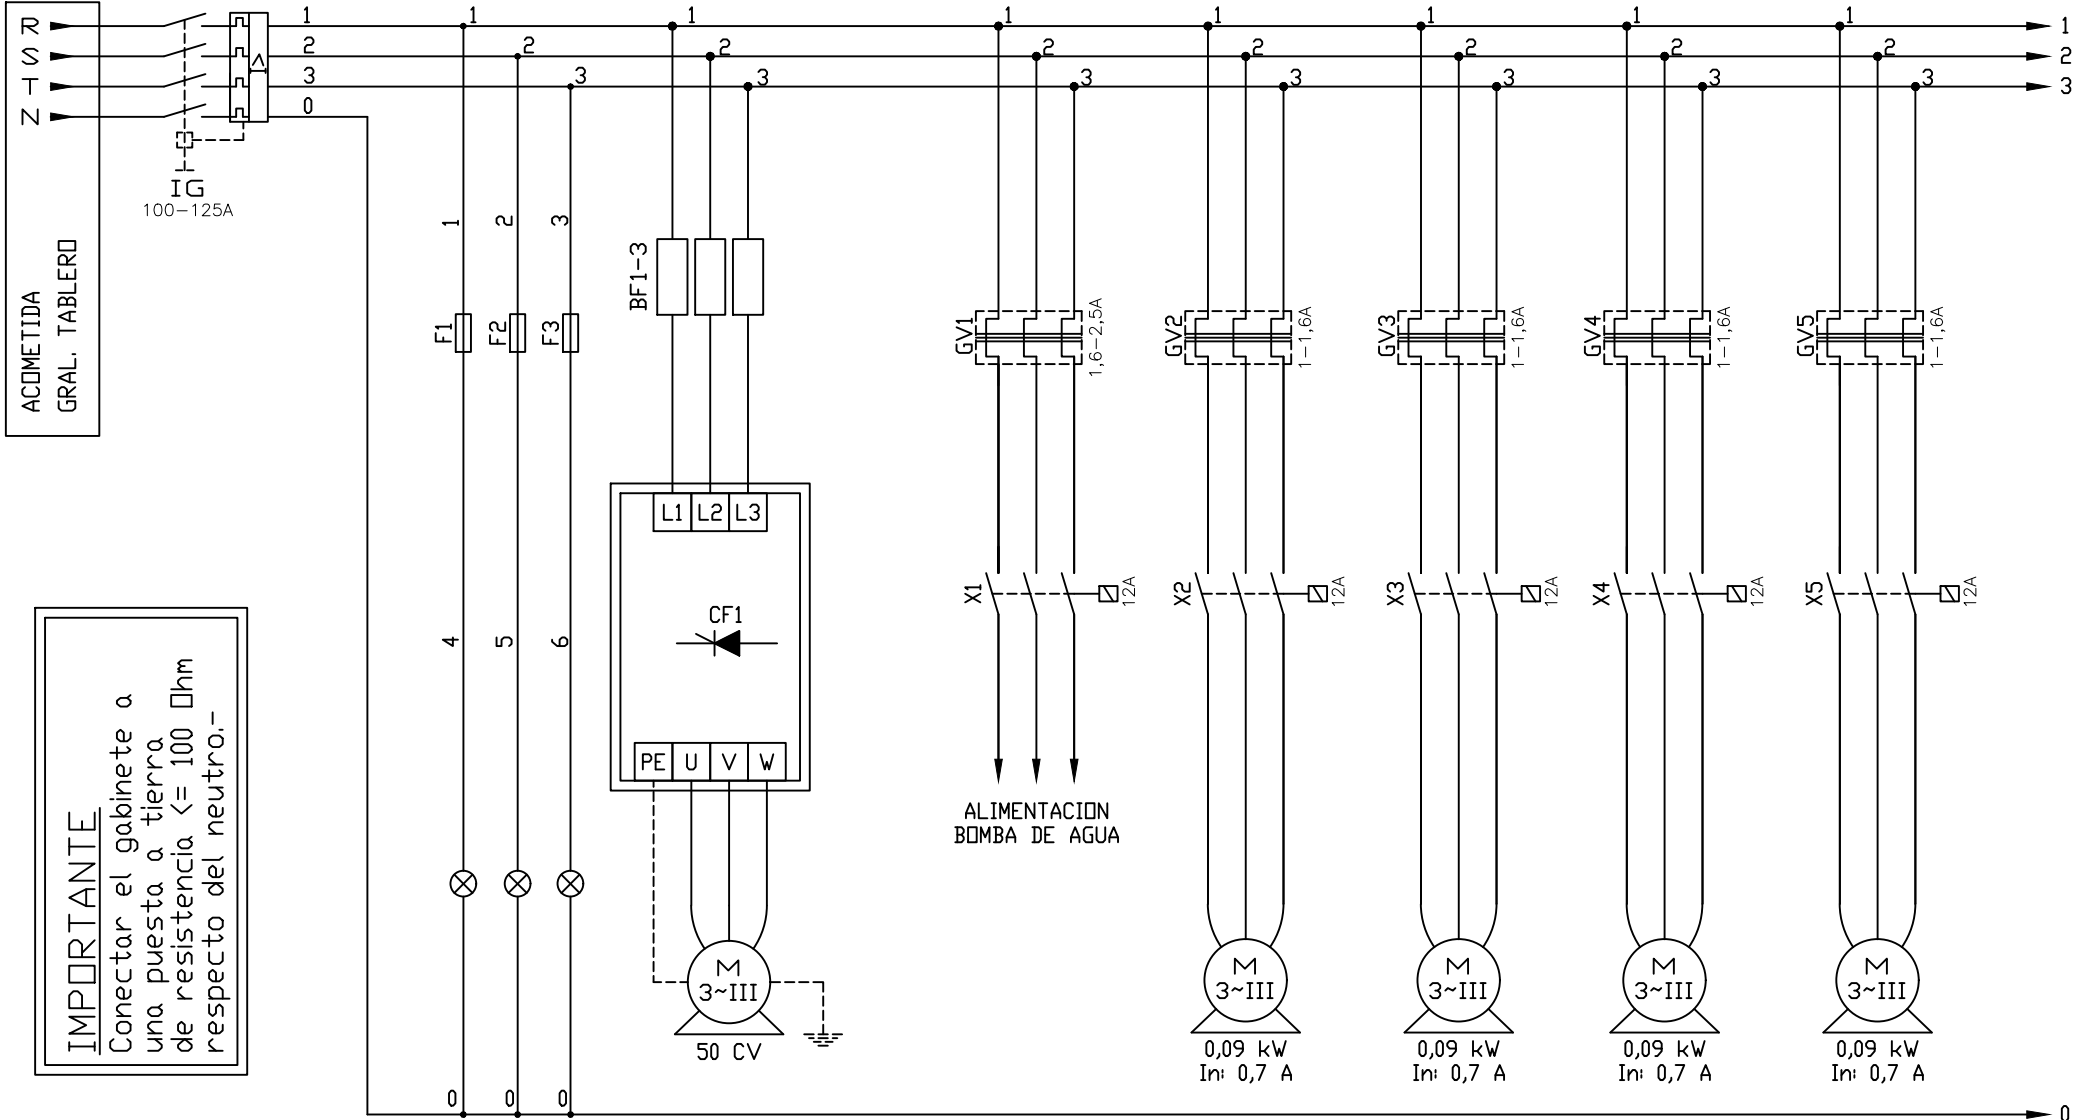 R
S
T
N
1
2
3
0
IG
100-125A
ACOMETIDA
GRAL. TABLERO
1
2
3
1
2
3
1
2
3
1
2
3
1
2
3
1
2
3
1
2
3
1
2
3
1
2
3
F1
F2
F3
BF1-3
GV1
1,6-2,5A
GV2
1-1,6A
GV3
1-1,6A
GV4
1-1,6A
GV5
1-1,6A
L1
L2
L3
CF1
PE
U
V
W
X1
12A
X2
12A
X3
12A
X4
12A
X5
12A
4
5
6
ALIMENTACION
BOMBA DE AGUA
IMPORTANTE
Conectar el gabinete a
una puesta a tierra
de resistencia <= 100 Ohm
respecto del neutro.-
M
3~III
50 CV
M
3~III
0,09 kW
In: 0,7 A
M
3~III
0,09 kW
In: 0,7 A
M
3~III
0,09 kW
In: 0,7 A
M
3~III
0,09 kW
In: 0,7 A
0
0
0
0